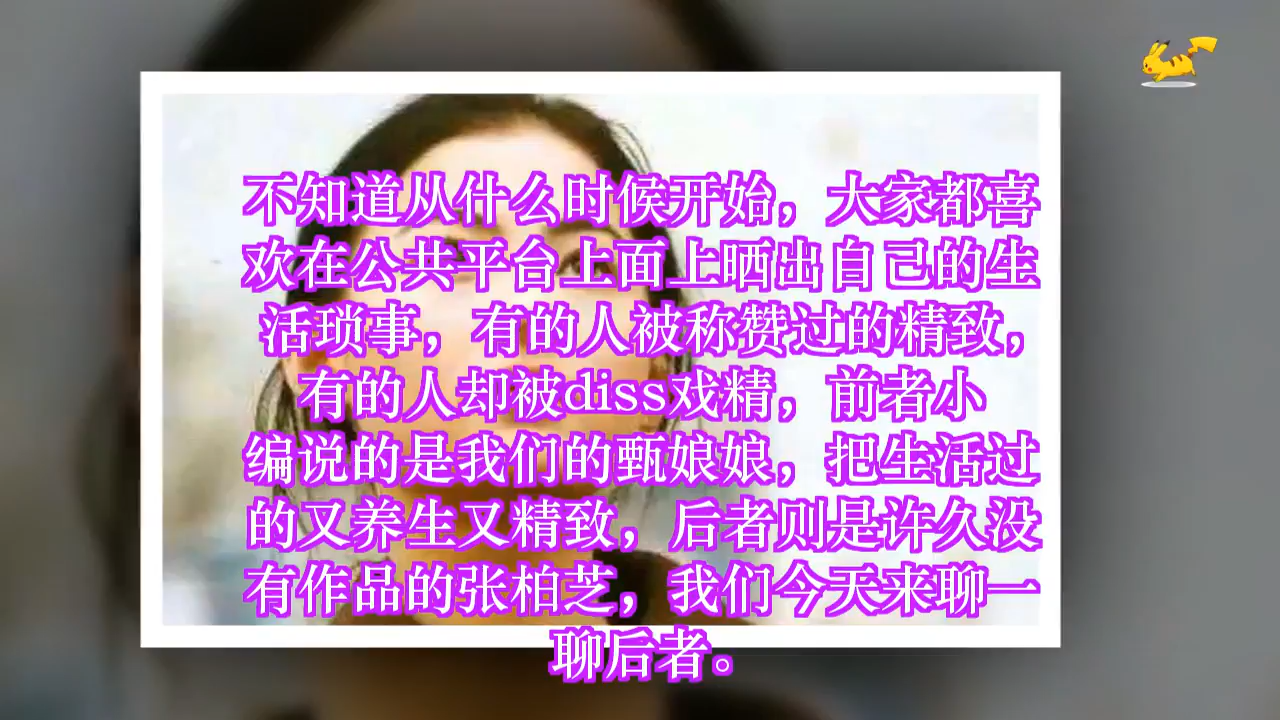 不知道从什么时候开始，大家都喜
欢在公共平台上面上晒出自己的生
活琐事，有的人被称赞过的精致，
有的人却被diss戏精，前者小
编说的是我们的甄娘娘，把生活过
的又养生又精致，后者则是许久没
有作品的张柏芝，我们今天来聊一
聊后者。